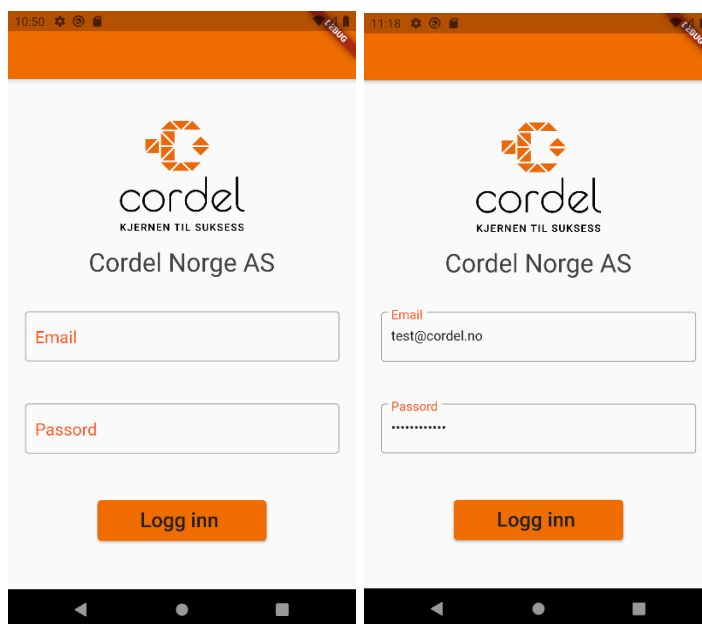 10:50
DEBUG
cordel
KJERNEN TIL SUKSESS
Cordel Norge AS
Email
Passord
Logg inn
11:18
DEBUG
cordel
KJERNEN TIL SUKSESS
Cordel Norge AS
Email
test@cordel.no
Passord
••••••••••••
Logg inn